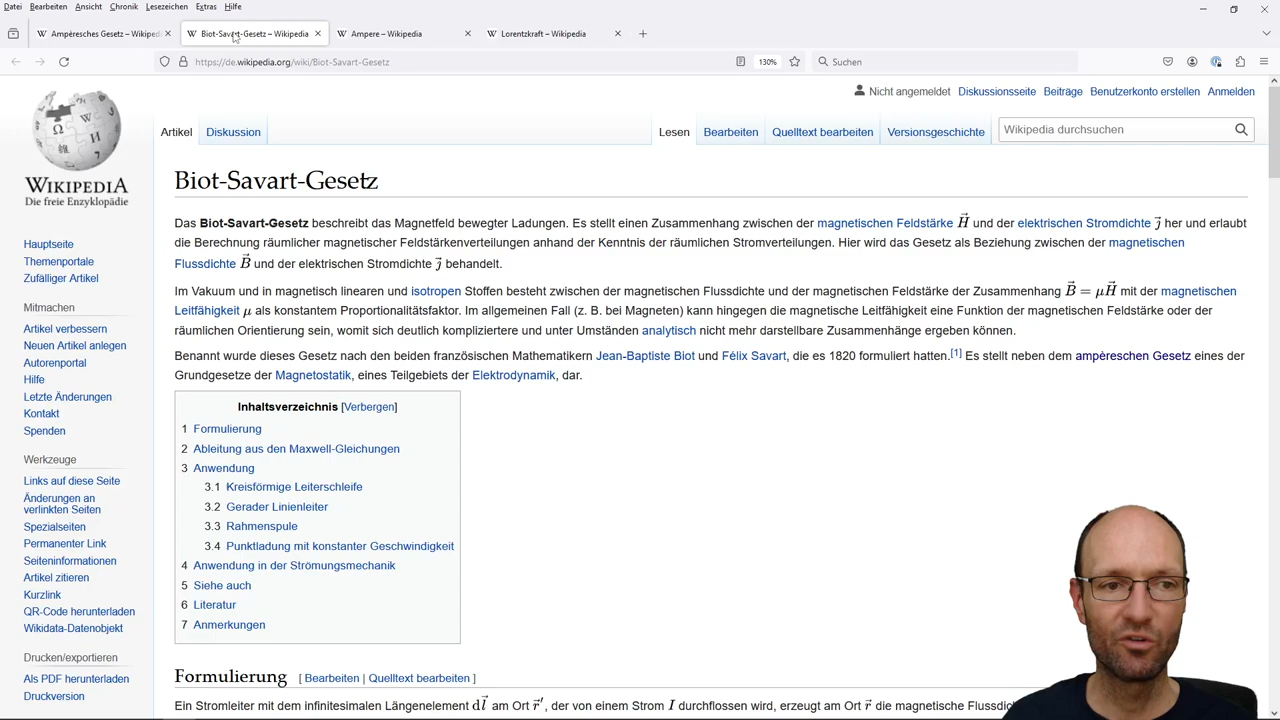 Datei Bearbeiten Ansicht Chronik Lesezeichen Extras Hilfe
Ampèresches Gesetz – Wikipedi
Biot-Savart-Gesetz – Wikipedia
Ampere – Wikipedia
Lorentzkraft – Wikipedia
https://de.wikipedia.org/wiki/Biot-Savart-Gesetz
130%
Suchen
Nicht angemeldet Diskussionsseite Beiträge Benutzerkonto erstellen Anmelden
Artikel Diskussion Lesen Bearbeiten Quelltext bearbeiten Versionsgeschichte
Wikipedia durchsuchen
WIKIPEDIA
Die freie Enzyklopädie
Hauptseite
Themenportale
Zufälliger Artikel
Mitmachen
Artikel verbessern
Neuen Artikel anlegen
Autorenportal
Hilfe
Letzte Änderungen
Kontakt
Spenden
Werkzeuge
Links auf diese Seite
Änderungen an
verlinkten Seiten
Spezialseiten
Permanenter Link
Seiteninformationen
Artikel zitieren
Kurzlink
QR-Code herunterladen
Wikidata-Datenobjekt
Drucken/exportieren
Als PDF herunterladen
Druckversion
Biot-Savart-Gesetz
Das Biot-Savart-Gesetz beschreibt das Magnetfeld bewegter Ladungen. Es stellt einen Zusammenhang zwischen der magnetischen Feldstärke H⃗ und der elektrischen Stromdichte ȷ⃗ her und erlaubt
die Berechnung räumlicher magnetischer Feldstärkenverteilungen anhand der Kenntnis der räumlichen Stromverteilungen. Hier wird das Gesetz als Beziehung zwischen der magnetischen
Flussdichte B⃗ und der elektrischen Stromdichte ȷ⃗ behandelt.
Im Vakuum und in magnetisch linearen und isotropen Stoffen besteht zwischen der magnetischen Flussdichte und der magnetischen Feldstärke der Zusammenhang B⃗ = μH⃗ mit der magnetischen
Leitfähigkeit μ als konstantem Proportionalitätsfaktor. Im allgemeinen Fall (z. B. bei Magneten) kann hingegen die magnetische Leitfähigkeit eine Funktion der magnetischen Feldstärke oder der
räumlichen Orientierung sein, womit sich deutlich kompliziertere und unter Umständen analytisch nicht mehr darstellbare Zusammenhänge ergeben können.
Benannt wurde dieses Gesetz nach den beiden französischen Mathematikern Jean-Baptiste Biot und Félix Savart, die es 1820 formuliert hatten.[1] Es stellt neben dem ampèreschen Gesetz eines der
Grundgesetze der Magnetostatik, eines Teilgebiets der Elektrodynamik, dar.
Inhaltsverzeichnis [Verbergen]
1 Formulierung
2 Ableitung aus den Maxwell-Gleichungen
3 Anwendung
3.1 Kreisförmige Leiterschleife
3.2 Gerader Linienleiter
3.3 Rahmenspule
3.4 Punktladung mit konstanter Geschwindigkeit
4 Anwendung in der Strömungsmechanik
5 Siehe auch
6 Literatur
7 Anmerkungen
Formulierung [ Bearbeiten | Quelltext bearbeiten ]
Ein Stromleiter mit dem infinitesimalen Längenelement dl⃗ am Ort r⃗ ′, der von einem Strom I durchflossen wird, erzeugt am Ort r⃗ die magnetische Flussdic